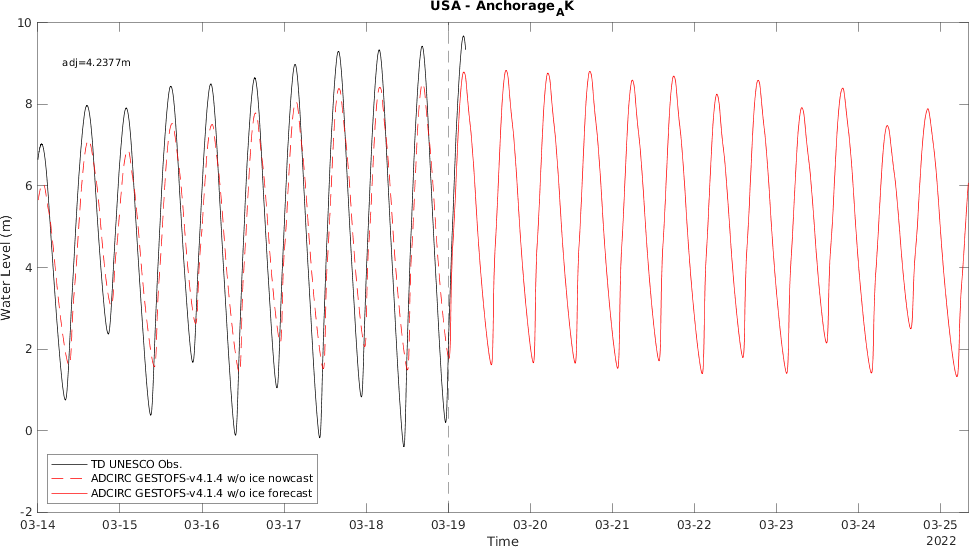 USA - AnchorageAK
10
adj=4.2377m
8
6
4
2
0
-2
Water Level (m)
TD UNESCO Obs.
ADCIRC GESTOFS-v4.1.4 w/o ice nowcast
ADCIRC GESTOFS-v4.1.4 w/o ice forecast
03-14 03-15 03-16 03-17 03-18 03-19 03-20 03-21 03-22 03-23 03-24 03-25
Time
2022